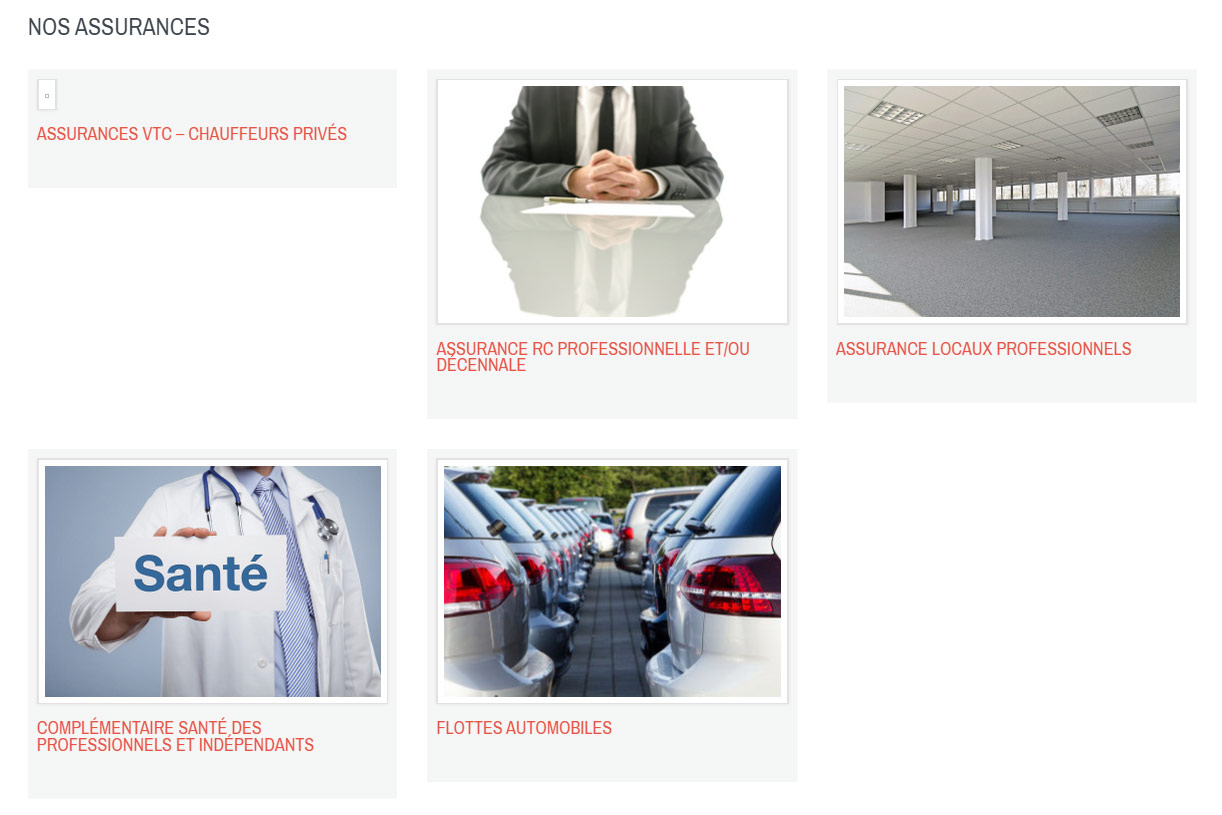 NOS ASSURANCES
ASSURANCES VTC – CHAUFFEURS PRIVÉS
ASSURANCE RC PROFESSIONNELLE ET/OU
DÉCENNALE
ASSURANCE LOCAUX PROFESSIONNELS
Santé
COMPLÉMENTAIRE SANTÉ DES
PROFESSIONNELS ET INDÉPENDANTS
FLOTTES AUTOMOBILES